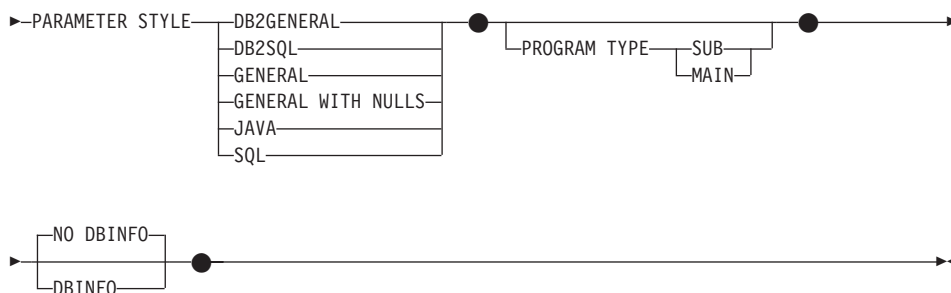 PARAMETER STYLE DB2GENERAL
DB2SQL
GENERAL
GENERAL WITH NULLS
JAVA
SQL
PROGRAM TYPE SUB
MAIN
NO DBINFO
DBINFO